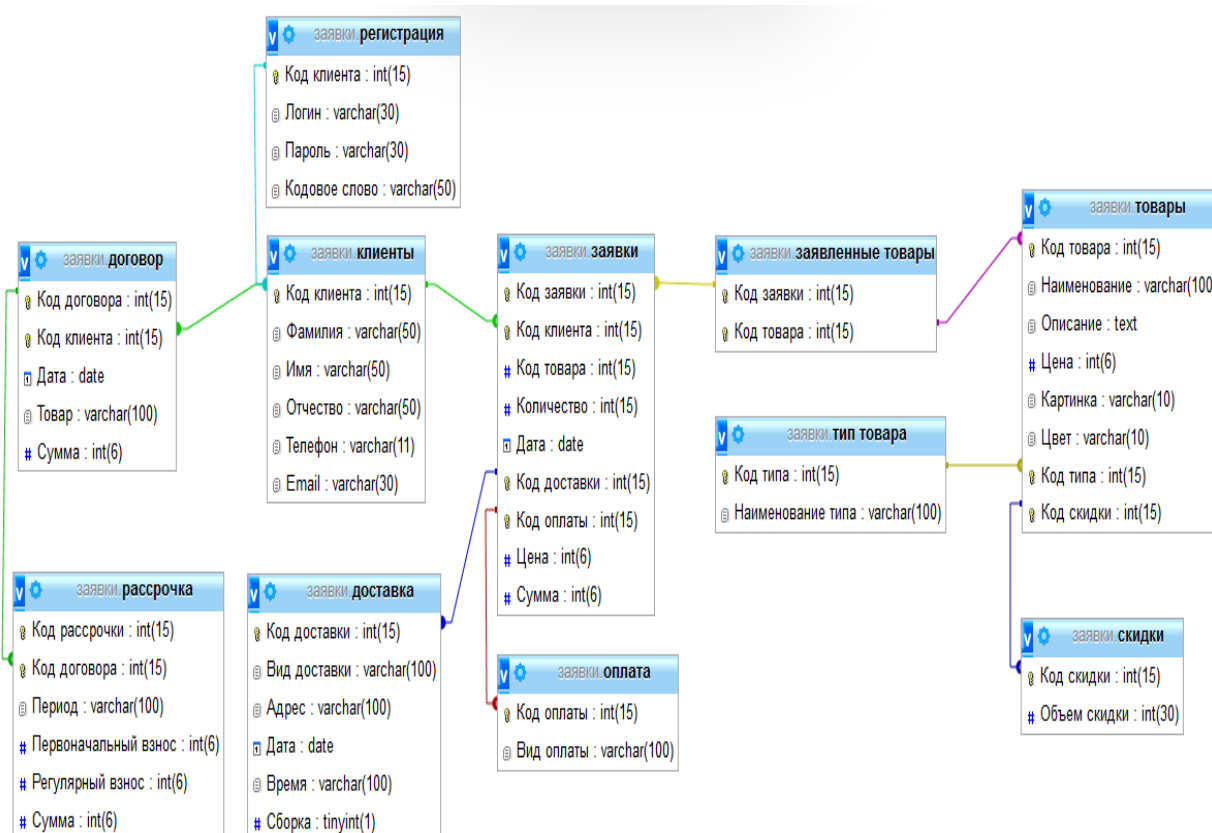 заявки.регистрация
Код клиента : int(15)
Логин : varchar(30)
Пароль : varchar(30)
Кодовое слово : varchar(50)
заявки.договор
Код договора : int(15)
Код клиента : int(15)
Дата : date
Товар : varchar(100)
Сумма : int(6)
заявки.клиенты
Код клиента : int(15)
Фамилия : varchar(50)
Имя : varchar(50)
Отчество : varchar(50)
Телефон : varchar(11)
Email : varchar(30)
заявки.заявки
Код заявки : int(15)
Код клиента : int(15)
Код товара : int(15)
Количество : int(15)
Дата : date
Код доставки : int(15)
Код оплаты : int(15)
Цена : int(6)
Сумма : int(6)
заявки.заявленные товары
Код заявки : int(15)
Код товара : int(15)
заявки.товары
Код товара : int(15)
Наименование : varchar(100
Описание : text
Цена : int(6)
Картинка : varchar(10)
Цвет : varchar(10)
Код типа : int(15)
Код скидки : int(15)
заявки.тип товара
Код типа : int(15)
Наименование типа : varchar(100)
заявки.рассрочка
Код рассрочки : int(15)
Код договора : int(15)
Период : varchar(100)
Первоначальный взнос : int(6)
Регулярный взнос : int(6)
Сумма : int(6)
заявки.доставка
Код доставки : int(15)
Вид доставки : varchar(100)
Адрес : varchar(100)
Дата : date
Время : varchar(100)
Сборка : tinyint(1)
заявки.оплата
Код оплаты : int(15)
Вид оплаты : varchar(100)
заявки.скидки
Код скидки : int(15)
Объем скидки : int(30)